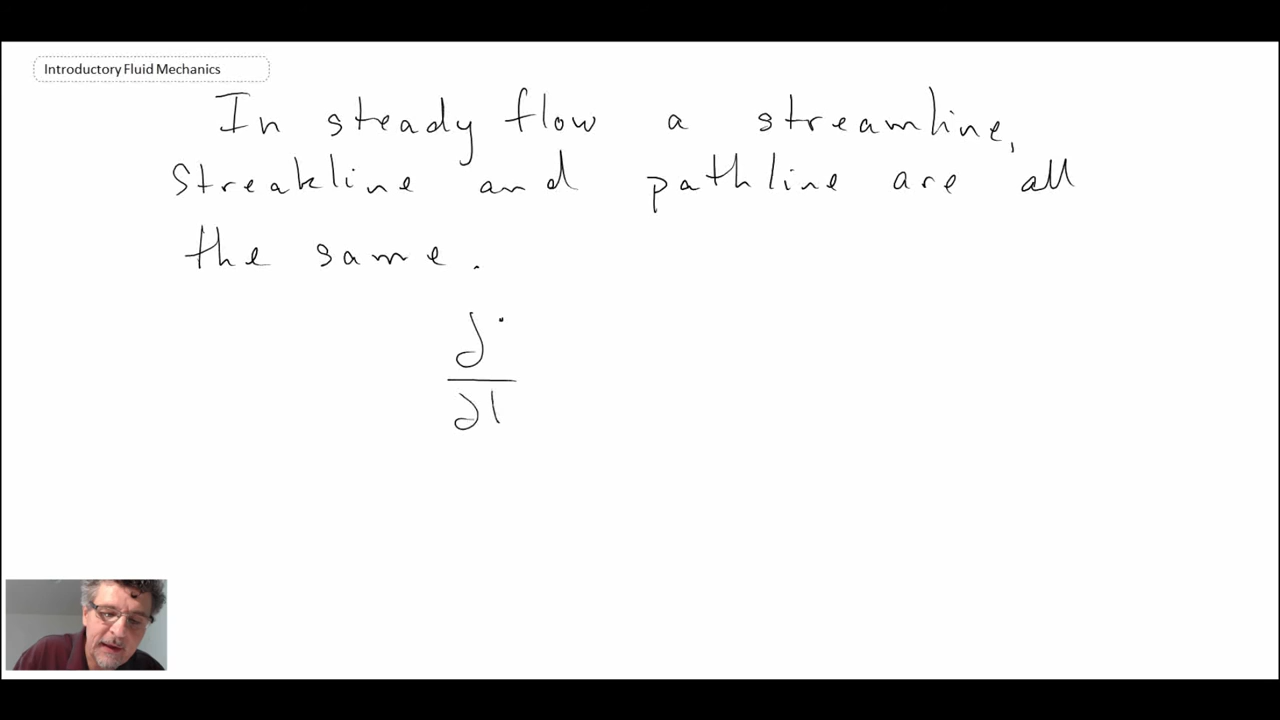 Introductory Fluid Mechanics
In steady flow a streamline,
streakline and pathline are all
the same.
∂
∂